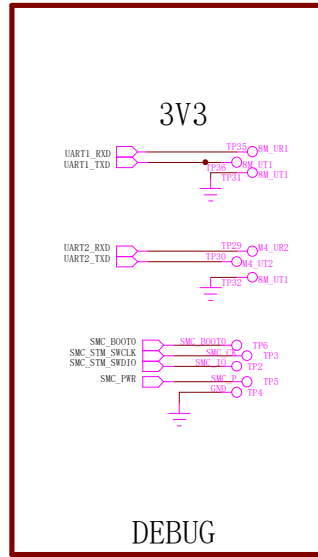 3V3
UART1_RXD TP35 8M_UR1
UART1_TXD TP36 8M_UT1
TP31 8M_UT1
UART2_RXD TP29 M4_UR2
UART2_TXD TP30 M4_UT2
TP32 8M_UT1
SMC_BOOT0 SMC_BOOT0 TP6
SMC_STM_SWCLK SMC_CK TP3
SMC_STM_SWDIO SMC_IO TP2
SMC_PWR SMC_P TP5
GND TP4
DEBUG